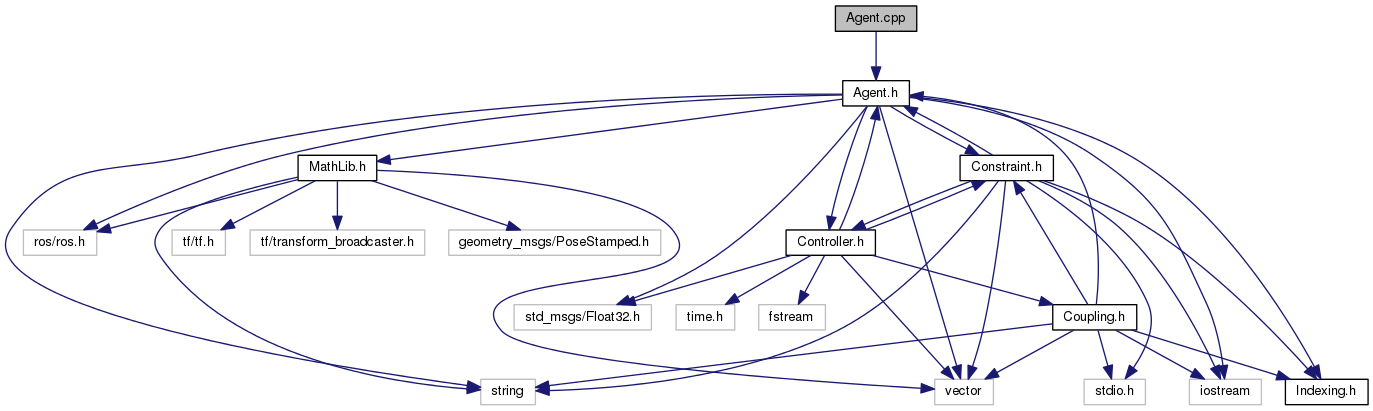 Agent.cpp
Agent.h
MathLib.h
Constraint.h
ros/ros.h
tf/tf.h
tf/transform_broadcaster.h
geometry_msgs/PoseStamped.h
Controller.h
std_msgs/Float32.h
time.h
fstream
Coupling.h
string
vector
stdio.h
iostream
Indexing.h